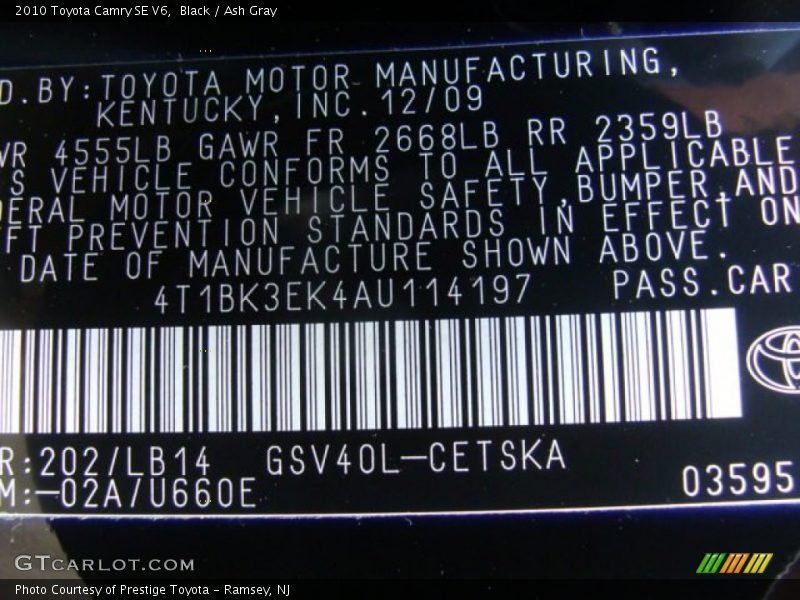 2010 Toyota Camry SE V6,  Black / Ash Gray
D.BY:TOYOTA MOTOR MANUFACTURING,
KENTUCKY,INC.12/09
WR 4555LB GAWR FR 2668LB RR 2359LB
S VEHICLE CONFORMS TO ALL APPLICABLE
DERAL MOTOR VEHICLE SAFETY,BUMPER,AND
FT PREVENTION STANDARDS IN EFFECT ON
DATE OF MANUFACTURE SHOWN ABOVE.
4T1BK3EK4AU114197 PASS.CAR
R:202/LB14 GSV40L-CETSKA
M:-02A/U660E 03595
GTCARLOT.COM
Photo Courtesy of Prestige Toyota - Ramsey, NJ